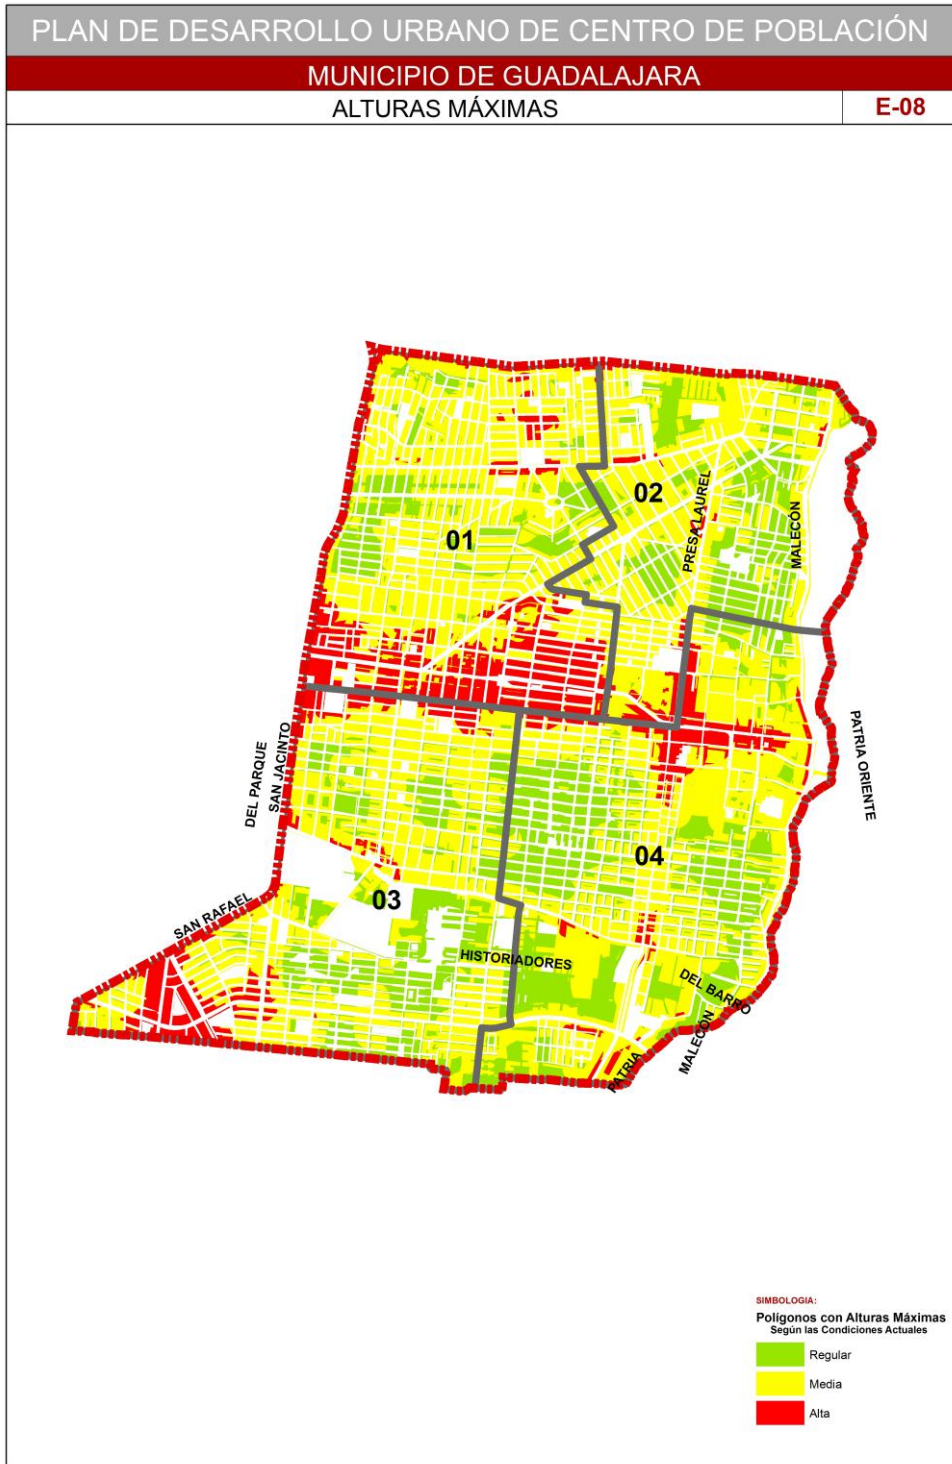 PLAN DE DESARROLLO URBANO DE CENTRO DE POBLACIÓN
MUNICIPIO DE GUADALAJARA
ALTURAS MÁXIMAS
E-08
02
PRESA LAUREL
MALECÓN
01
DEL PARQUE
SAN JACINTO
PATRIA ORIENTE
04
03
SAN RAFAEL
HISTORIADORES
DEL BARRO
MALECÓN
PATRIA
SIMBOLOGIA:
Polígonos con Alturas Máximas
Según las Condiciones Actuales
Regular
Media
Alta